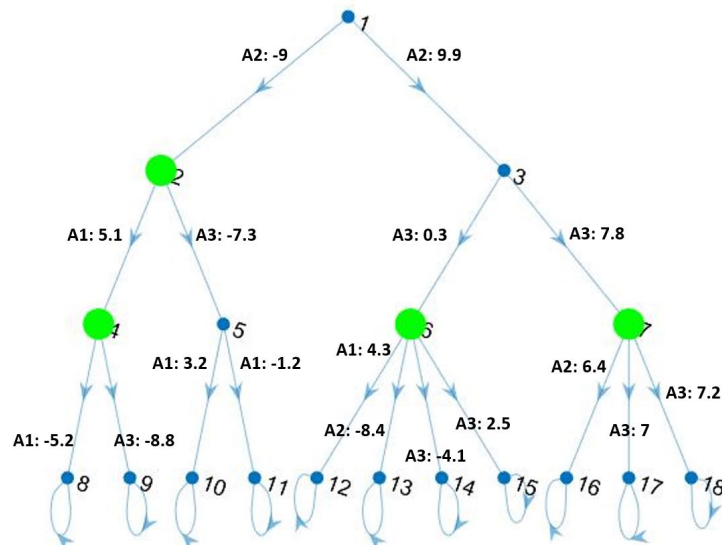 1
A2: -9
A2: 9.9
2
3
A1: 5.1
A3: -7.3
A3: 0.3
A3: 7.8
4
5
6
7
A1: 3.2
A1: -1.2
A1: 4.3
A2: 6.4
A3: 7.2
A1: -5.2
A3: -8.8
A2: -8.4
A3: 2.5
A3: 7
A3: -4.1
8
9
10
11
12
13
14
15
16
17
18